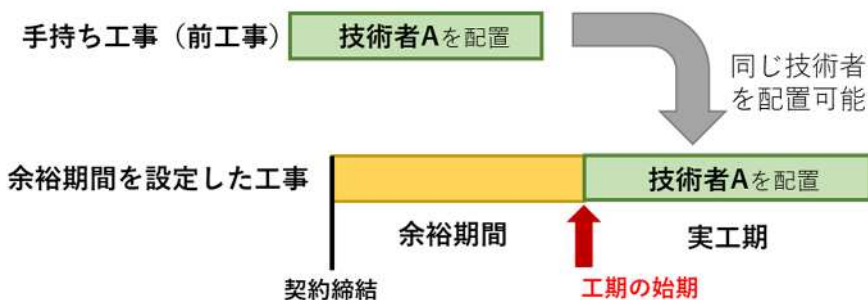 手持ち工事（前工事）
技術者Aを配置
同じ技術者
を配置可能
余裕期間を設定した工事
技術者Aを配置
余裕期間
実工期
契約締結
工期の始期